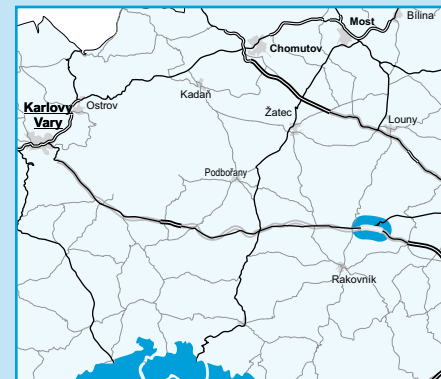 Most
Bílina
Chomutov
Kadaň
Karlovy
Vary
Ostrov
Žatec
Louny
Podbořany
Rakovník